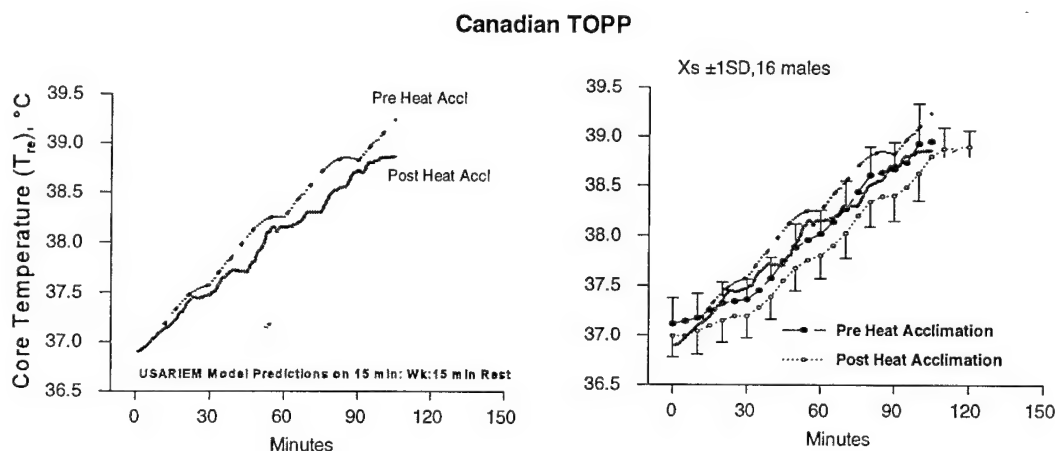 Canadian TOPP
Core Temperature (Tre), °C
39.5
39.0
38.5
38.0
37.5
37.0
36.5
Pre Heat Accl
Post Heat Accl
USARIEM Model Predictions on 15 min: Wk:15 min Rest
0 30 60 90 120 150
Minutes
Xs ±1SD,16 males
39.5
39.0
38.5
38.0
37.5
37.0
36.5
Pre Heat Acclimation
Post Heat Acclimation
0 30 60 90 120 150
Minutes